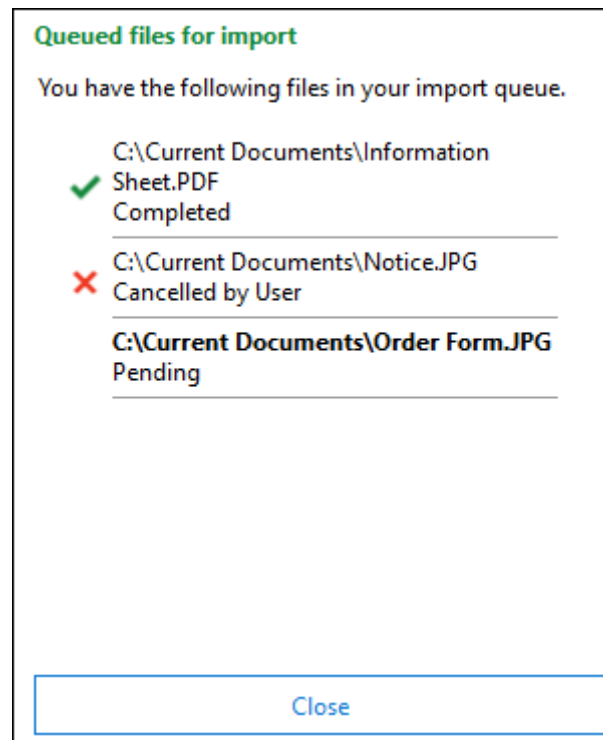 Queued files for import
You have the following files in your import queue.
C:\Current Documents\Information
Sheet.PDF
Completed
C:\Current Documents\Notice.JPG
Cancelled by User
C:\Current Documents\Order Form.JPG
Pending
Close